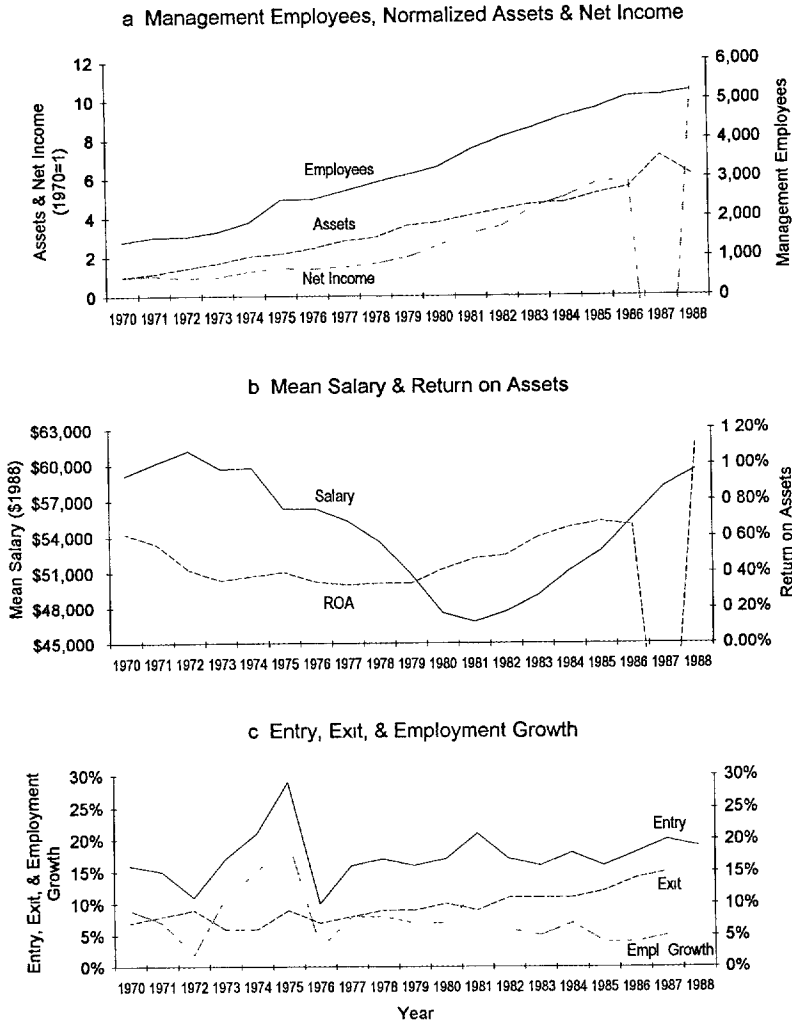 a Management Employees, Normalized Assets & Net Income
Assets & Net Income
(1970=1)
12
10
8
6
4
2
0
Employees
Assets
Net Income
6,000
5,000
4,000
3,000
2,000
1,000
0
Management Employees
1970 1971 1972 1973 1974 1975 1976 1977 1978 1979 1980 1981 1982 1983 1984 1985 1986 1987 1988
b Mean Salary & Return on Assets
Mean Salary ($1988)
$63,000
$60,000
$57,000
$54,000
$51,000
$48,000
$45,000
Salary
ROA
1 20%
1 00%
0 80%
0 60%
0 40%
0 20%
0.00%
Return on Assets
1970 1971 1972 1973 1974 1975 1976 1977 1978 1979 1980 1981 1982 1983 1984 1985 1986 1987 1988
c Entry, Exit, & Employment Growth
Entry, Exit, & Employment
Growth
30%
25%
20%
15%
10%
5%
0%
Entry
Exit
Empl Growth
30%
25%
20%
15%
10%
5%
0%
1970 1971 1972 1973 1974 1975 1976 1977 1978 1979 1980 1981 1982 1983 1984 1985 1986 1987 1988
Year